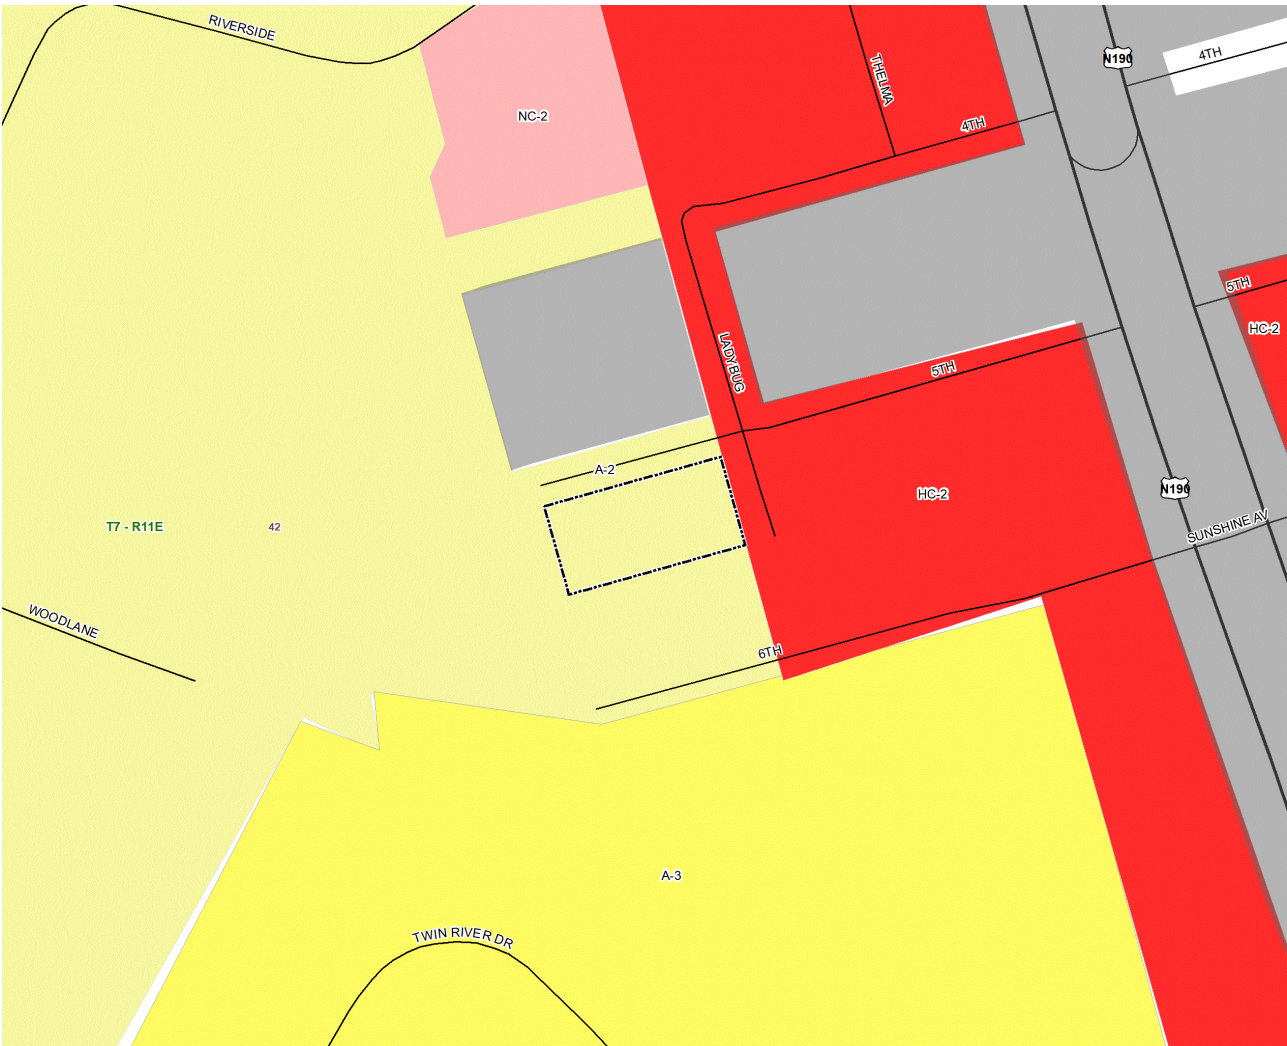 RIVERSIDE
N190
4TH
THELMA
NC-2
4TH
5TH
HC-2
LADYBUG
5TH
A-2
HC-2
N190
T7 - R11E
42
SUNSHINE AV
WOODLANE
6TH
A-3
TWIN RIVER DR